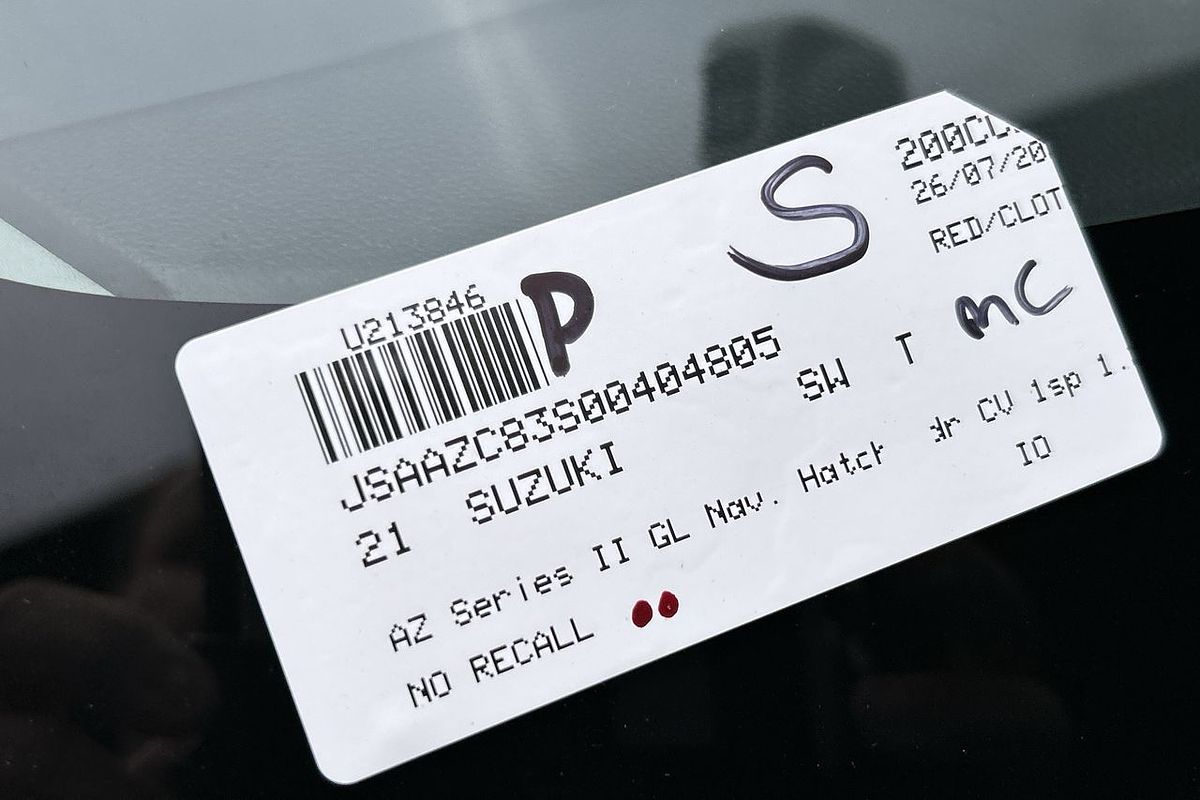 U213846 P S 200CL
26/07/20
RED/CLOT
JSAAZC83S00404805 SW T MC
21 SUZUKI
AZ Series II GL Nav. Hatch dr CV 1sp 1.
NO RECALL IO